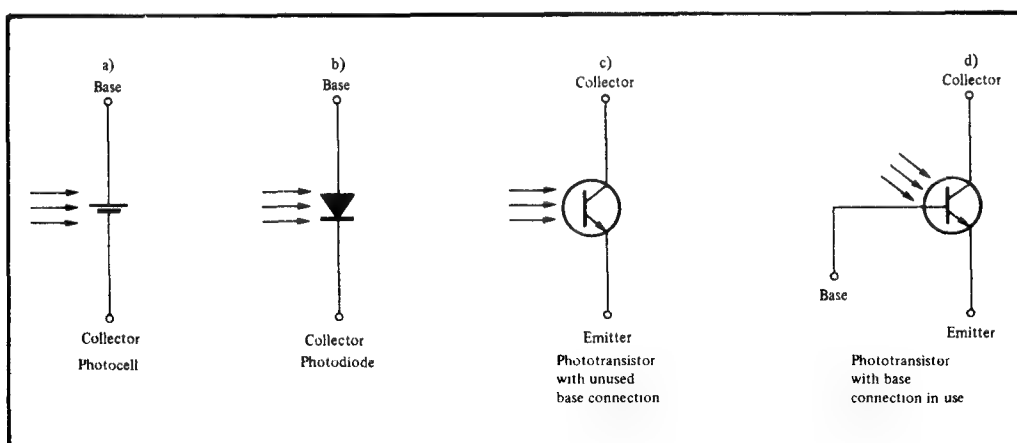 a)
Base
Collector
Photocell
b)
Base
Collector
Photodiode
c)
Collector
Emitter
Phototransistor
with unused
base connection
d)
Collector
Base
Emitter
Phototransistor
with base
connection in use